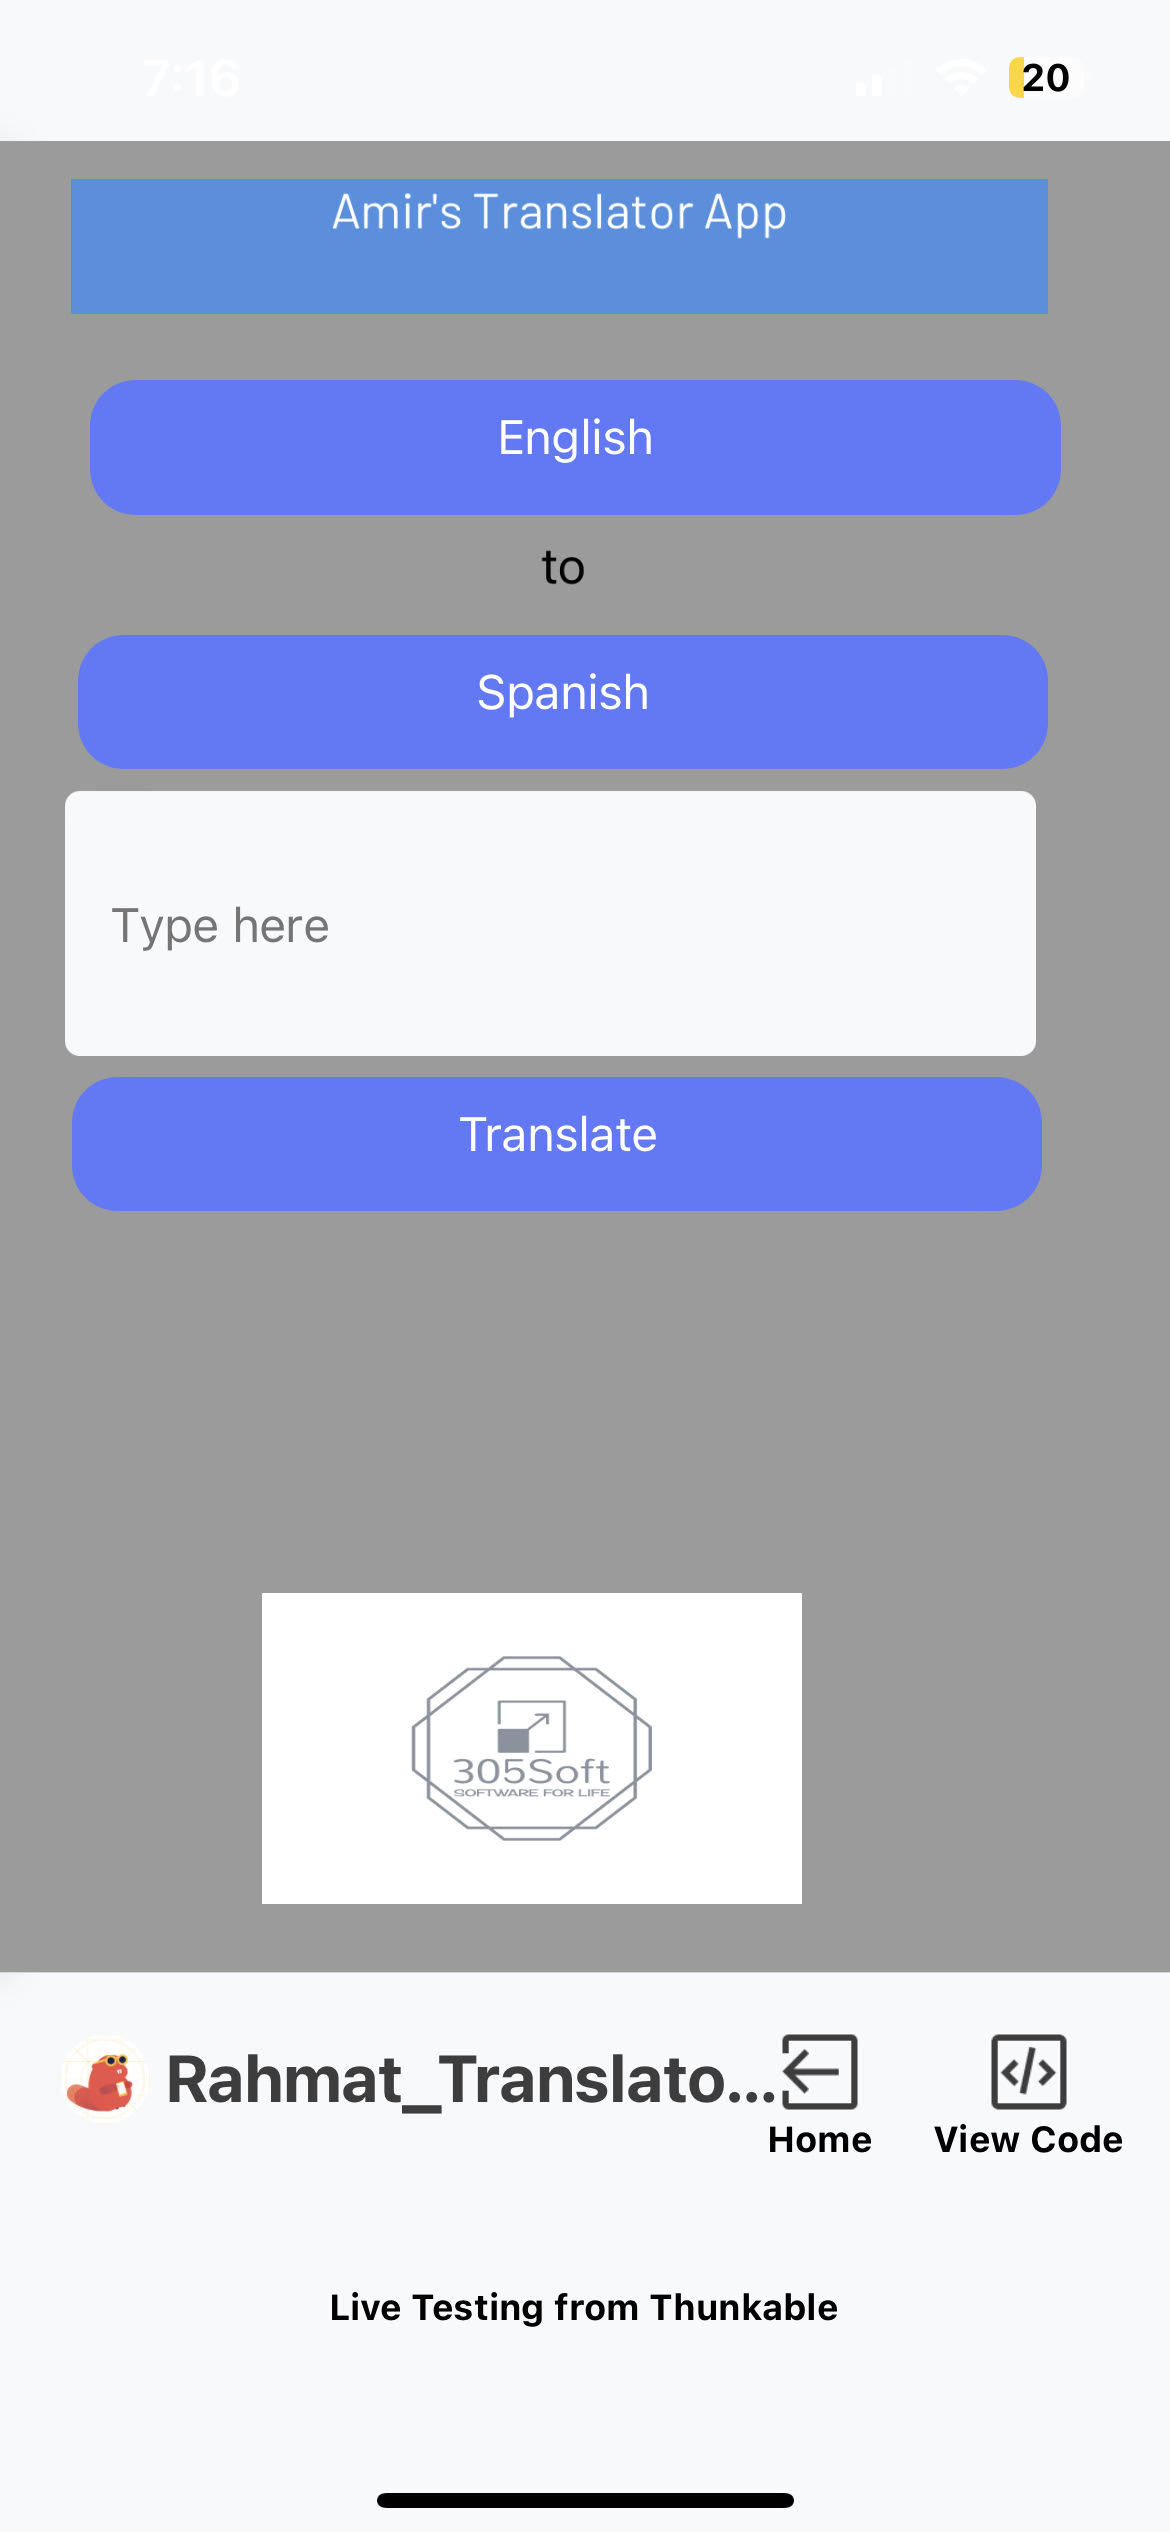 7:16
20
Amir's Translator App
English
to
Spanish
Type here
Translate
305Soft
SOFTWARE FOR LIFE
Rahmat_Translato...
Home
View Code
Live Testing from Thunkable